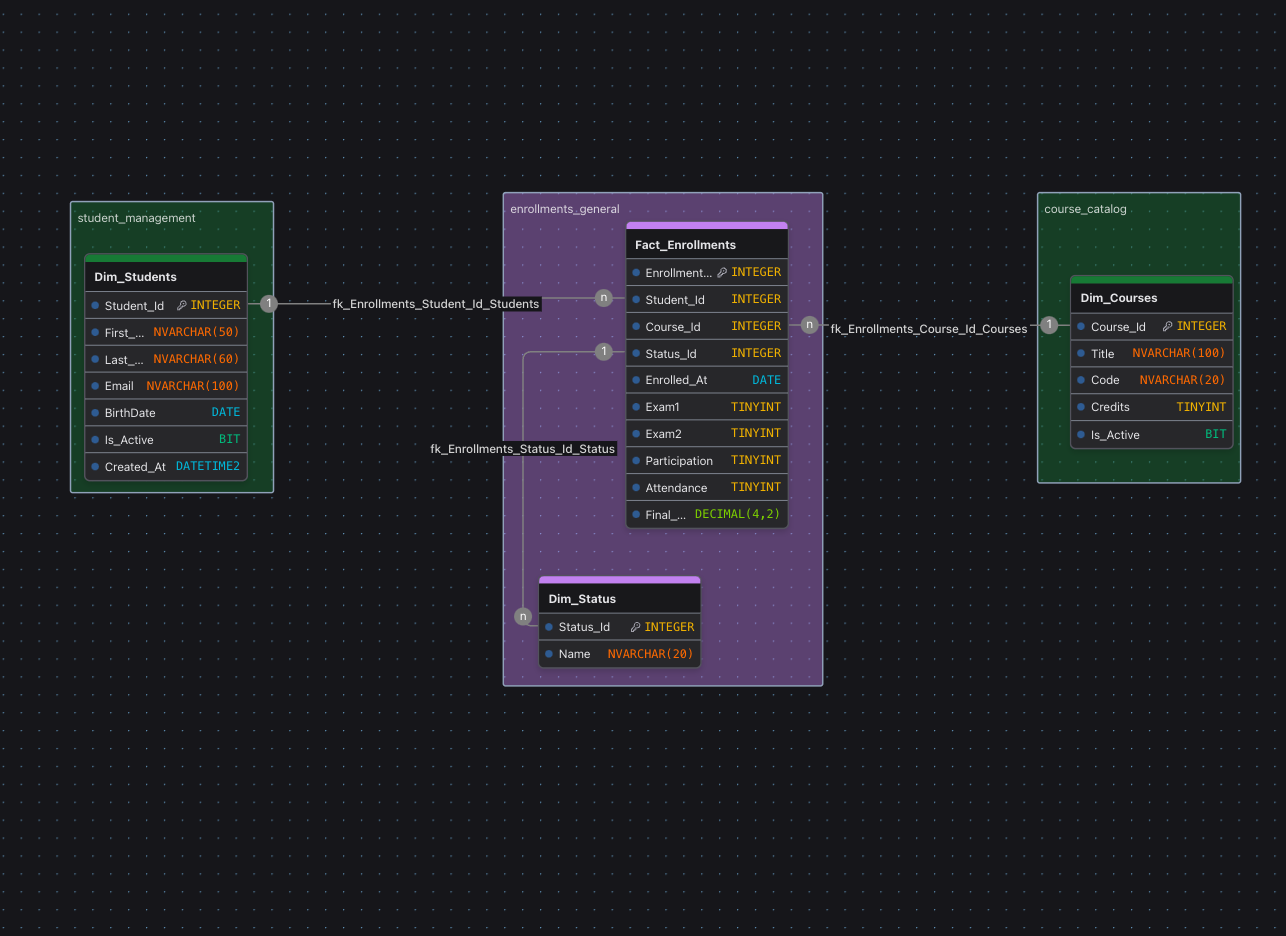 student_management
Dim_Students
Student_Id INTEGER
First_... NVARCHAR(50)
Last_... NVARCHAR(60)
Email NVARCHAR(100)
BirthDate DATE
Is_Active BIT
Created_At DATETIME2
1
fk_Enrollments_Student_Id_Students
n
enrollments_general
Fact_Enrollments
Enrollment... INTEGER
Student_Id INTEGER
Course_Id INTEGER
Status_Id INTEGER
Enrolled_At DATE
Exam1 TINYINT
Exam2 TINYINT
Participation TINYINT
Attendance TINYINT
Final_... DECIMAL(4,2)
1
fk_Enrollments_Status_Id_Status
n
Dim_Status
Status_Id INTEGER
Name NVARCHAR(20)
n
fk_Enrollments_Course_Id_Courses
1
course_catalog
Dim_Courses
Course_Id INTEGER
Title NVARCHAR(100)
Code NVARCHAR(20)
Credits TINYINT
Is_Active BIT